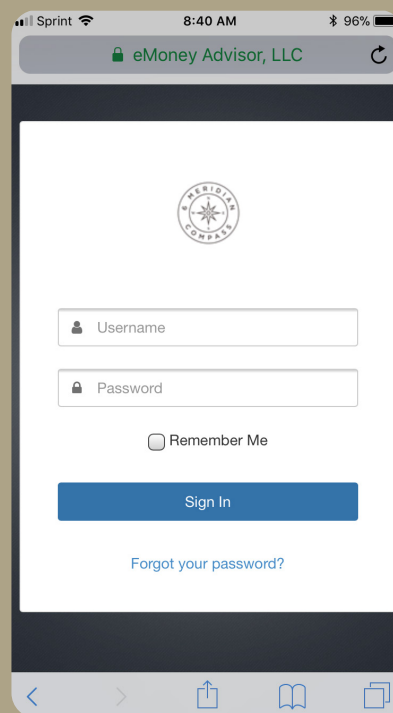 Sprint 8:40 AM 96%
eMoney Advisor, LLC
6 MERIDIAN
COMPASS
Username
Password
Remember Me
Sign In
Forgot your password?